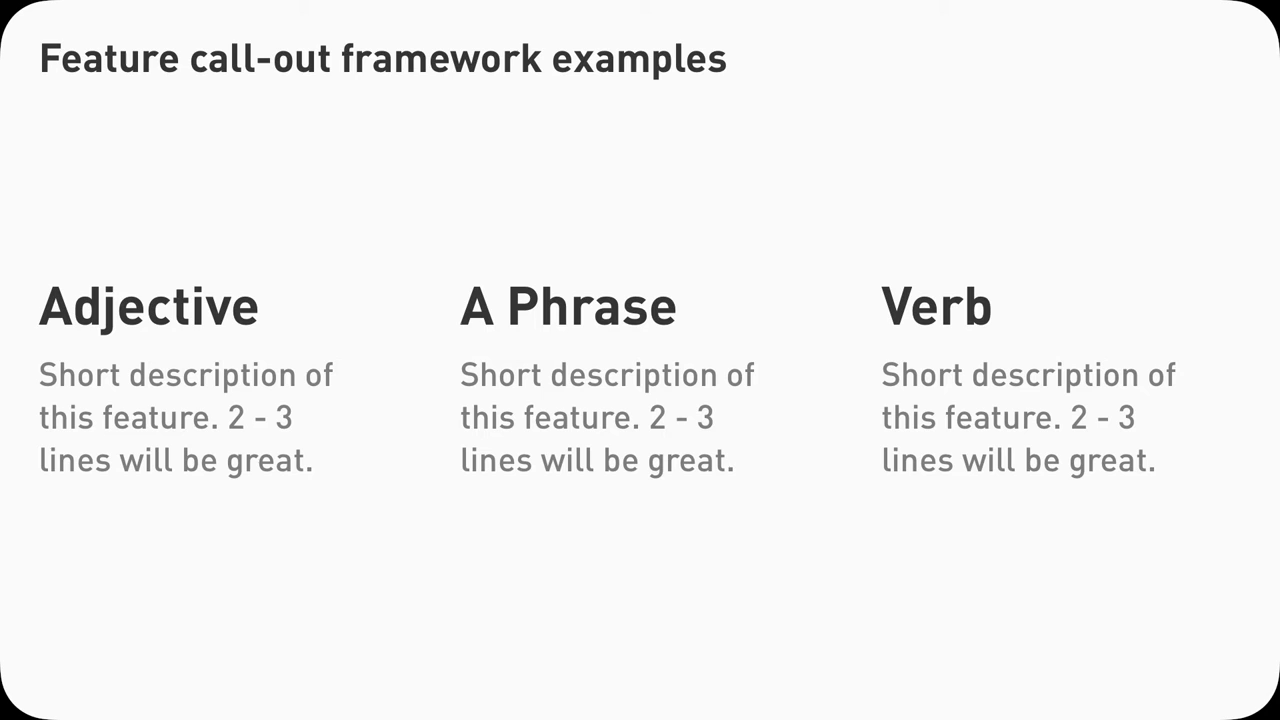 Feature call-out framework examples
Adjective
Short description of
this feature. 2 - 3
lines will be great.
A Phrase
Short description of
this feature. 2 - 3
lines will be great.
Verb
Short description of
this feature. 2 - 3
lines will be great.